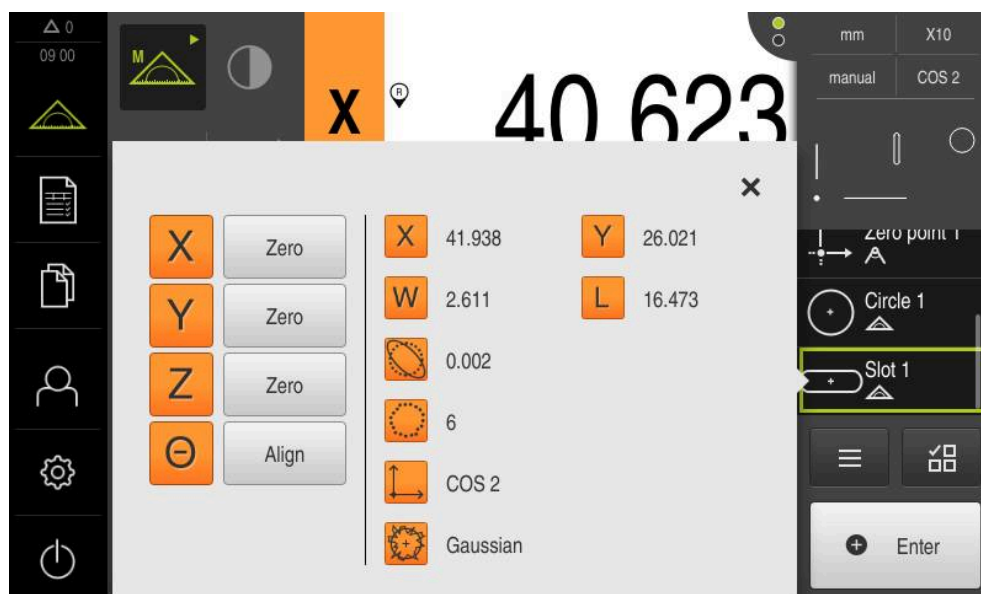 0
09 00
M
X
R
40.623
mm X10
manual COS 2
Zero point 1
Circle 1
Slot 1
Enter
X Zero
Y Zero
Z Zero
Θ Align
X 41.938 Y 26.021
W 2.611 L 16.473
0.002
6
COS 2
Gaussian